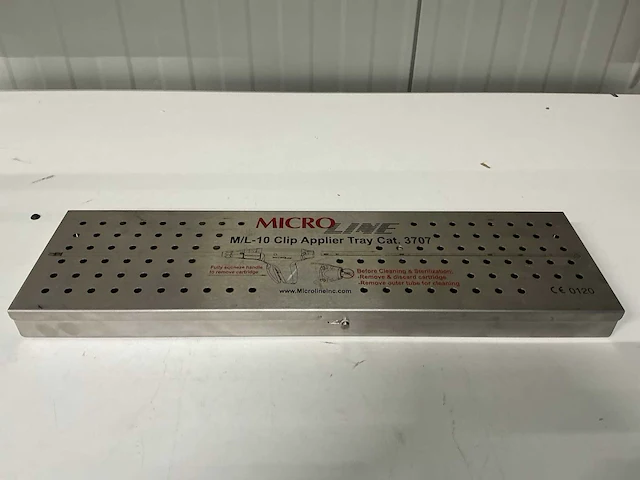 MICROLINE
M/L-10 Clip Applier Tray Cat. 3707
Fully squeeze handle
to remove cartridge
Before Cleaning & Sterilization:
-Remove & discard cartridge
-Remove outer tube for cleaning
www.Microlineinc.com
CE 0120